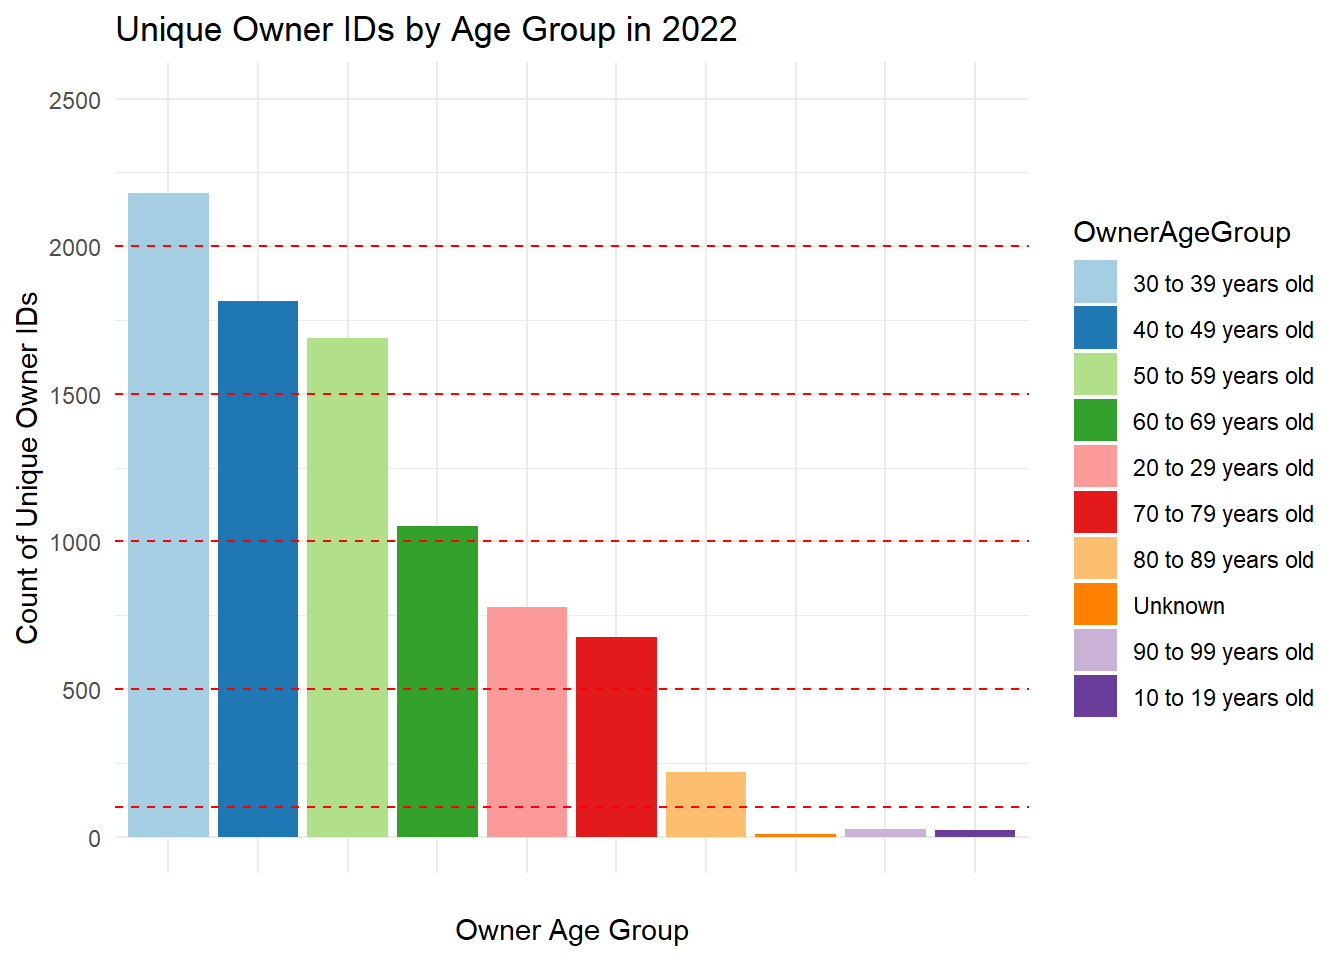 Unique Owner IDs by Age Group in 2022
2500
2000
1500
1000
500
0
Count of Unique Owner IDs
Owner Age Group
OwnerAgeGroup
30 to 39 years old
40 to 49 years old
50 to 59 years old
60 to 69 years old
20 to 29 years old
70 to 79 years old
80 to 89 years old
Unknown
90 to 99 years old
10 to 19 years old